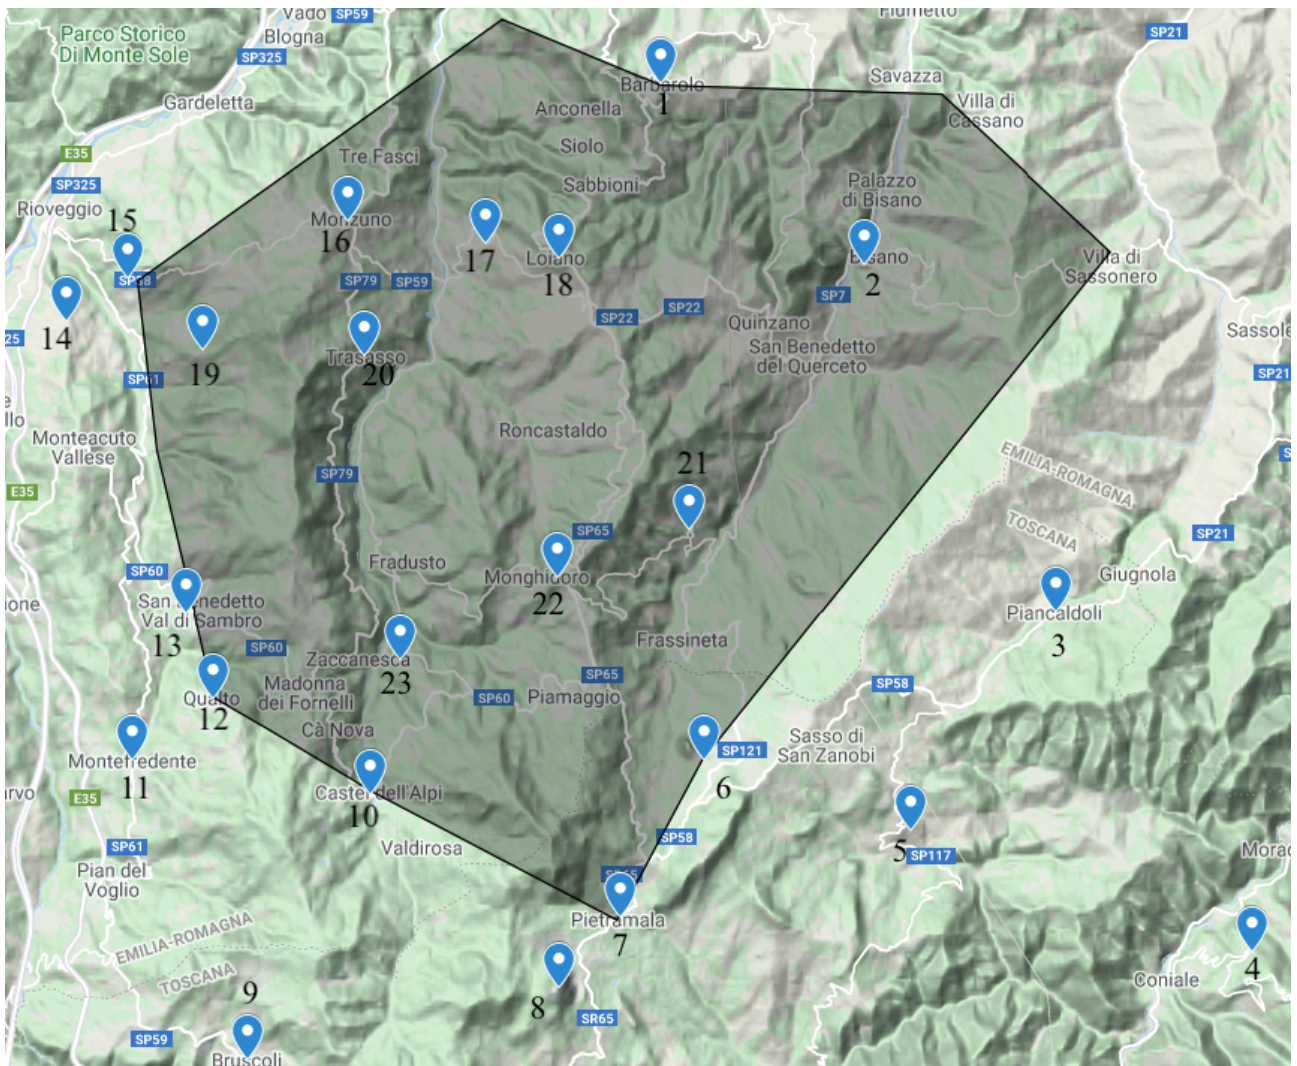 Vado
SP59
Fiumetto
Parco Storico
Di Monte Sole
Blogna
SP325
SP21
Savazza
Barbarolo
1
Gardeletta
Anconella
Villa di
Cassano
E35
Tre Fasci
Siolo
SP325
Sabbioni
Palazzo
di Bisano
Rioveggio
15
Monzuno
16
17
Loiano
18
Bisano
2
Villa di
Sassonero
SP79
SP59
SP7
14
SP22
SP22
Quinzano
25
Sassole
19
Trasasso
20
San Benedetto
del Querceto
SP61
SP21
Monteacuto
Vallese
Roncastaldo
21
EMILIA-ROMAGNA
TOSCANA
SP79
E35
SP65
SP21
SP60
Fradusto
Monghidoro
22
Giugnola
San Benedetto
Val di Sambro
13
Piancaldoli
3
SP60
Frassineta
Zaccanesca
23
SP65
SP58
Qualto
12
Madonna
dei Fornelli
SP60
Piamaggio
Cà Nova
Sasso di
San Zanobi
SP121
6
Montefredente
11
Castel dell'Alpi
10
E35
SP58
5
SP117
SP61
Valdirosa
Pian del
Voglio
Pietramala
7
EMILIA-ROMAGNA
TOSCANA
4
Coniale
8
9
SR65
SP59
Bruscoli